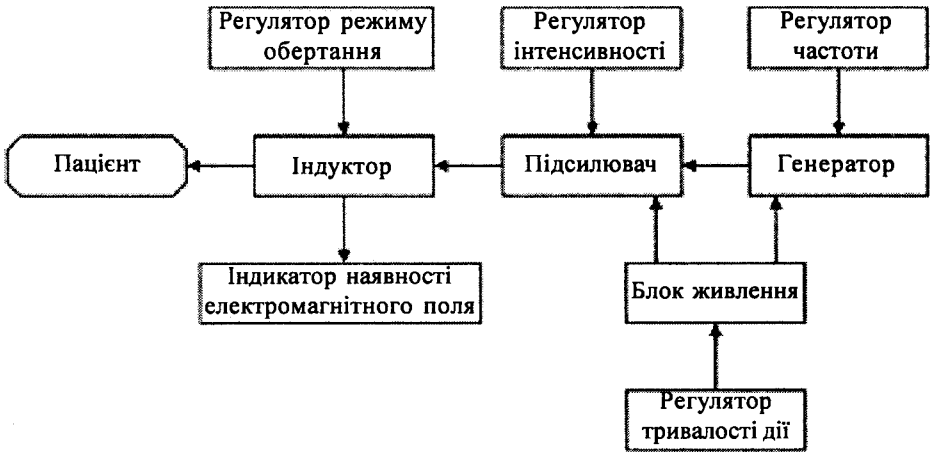 Регулятор режиму
обертання
Регулятор
інтенсивності
Регулятор
частоти
Пацієнт
Індуктор
Підсилювач
Генератор
Індикатор наявності
електромагнітного поля
Блок живлення
Регулятор
тривалості дії